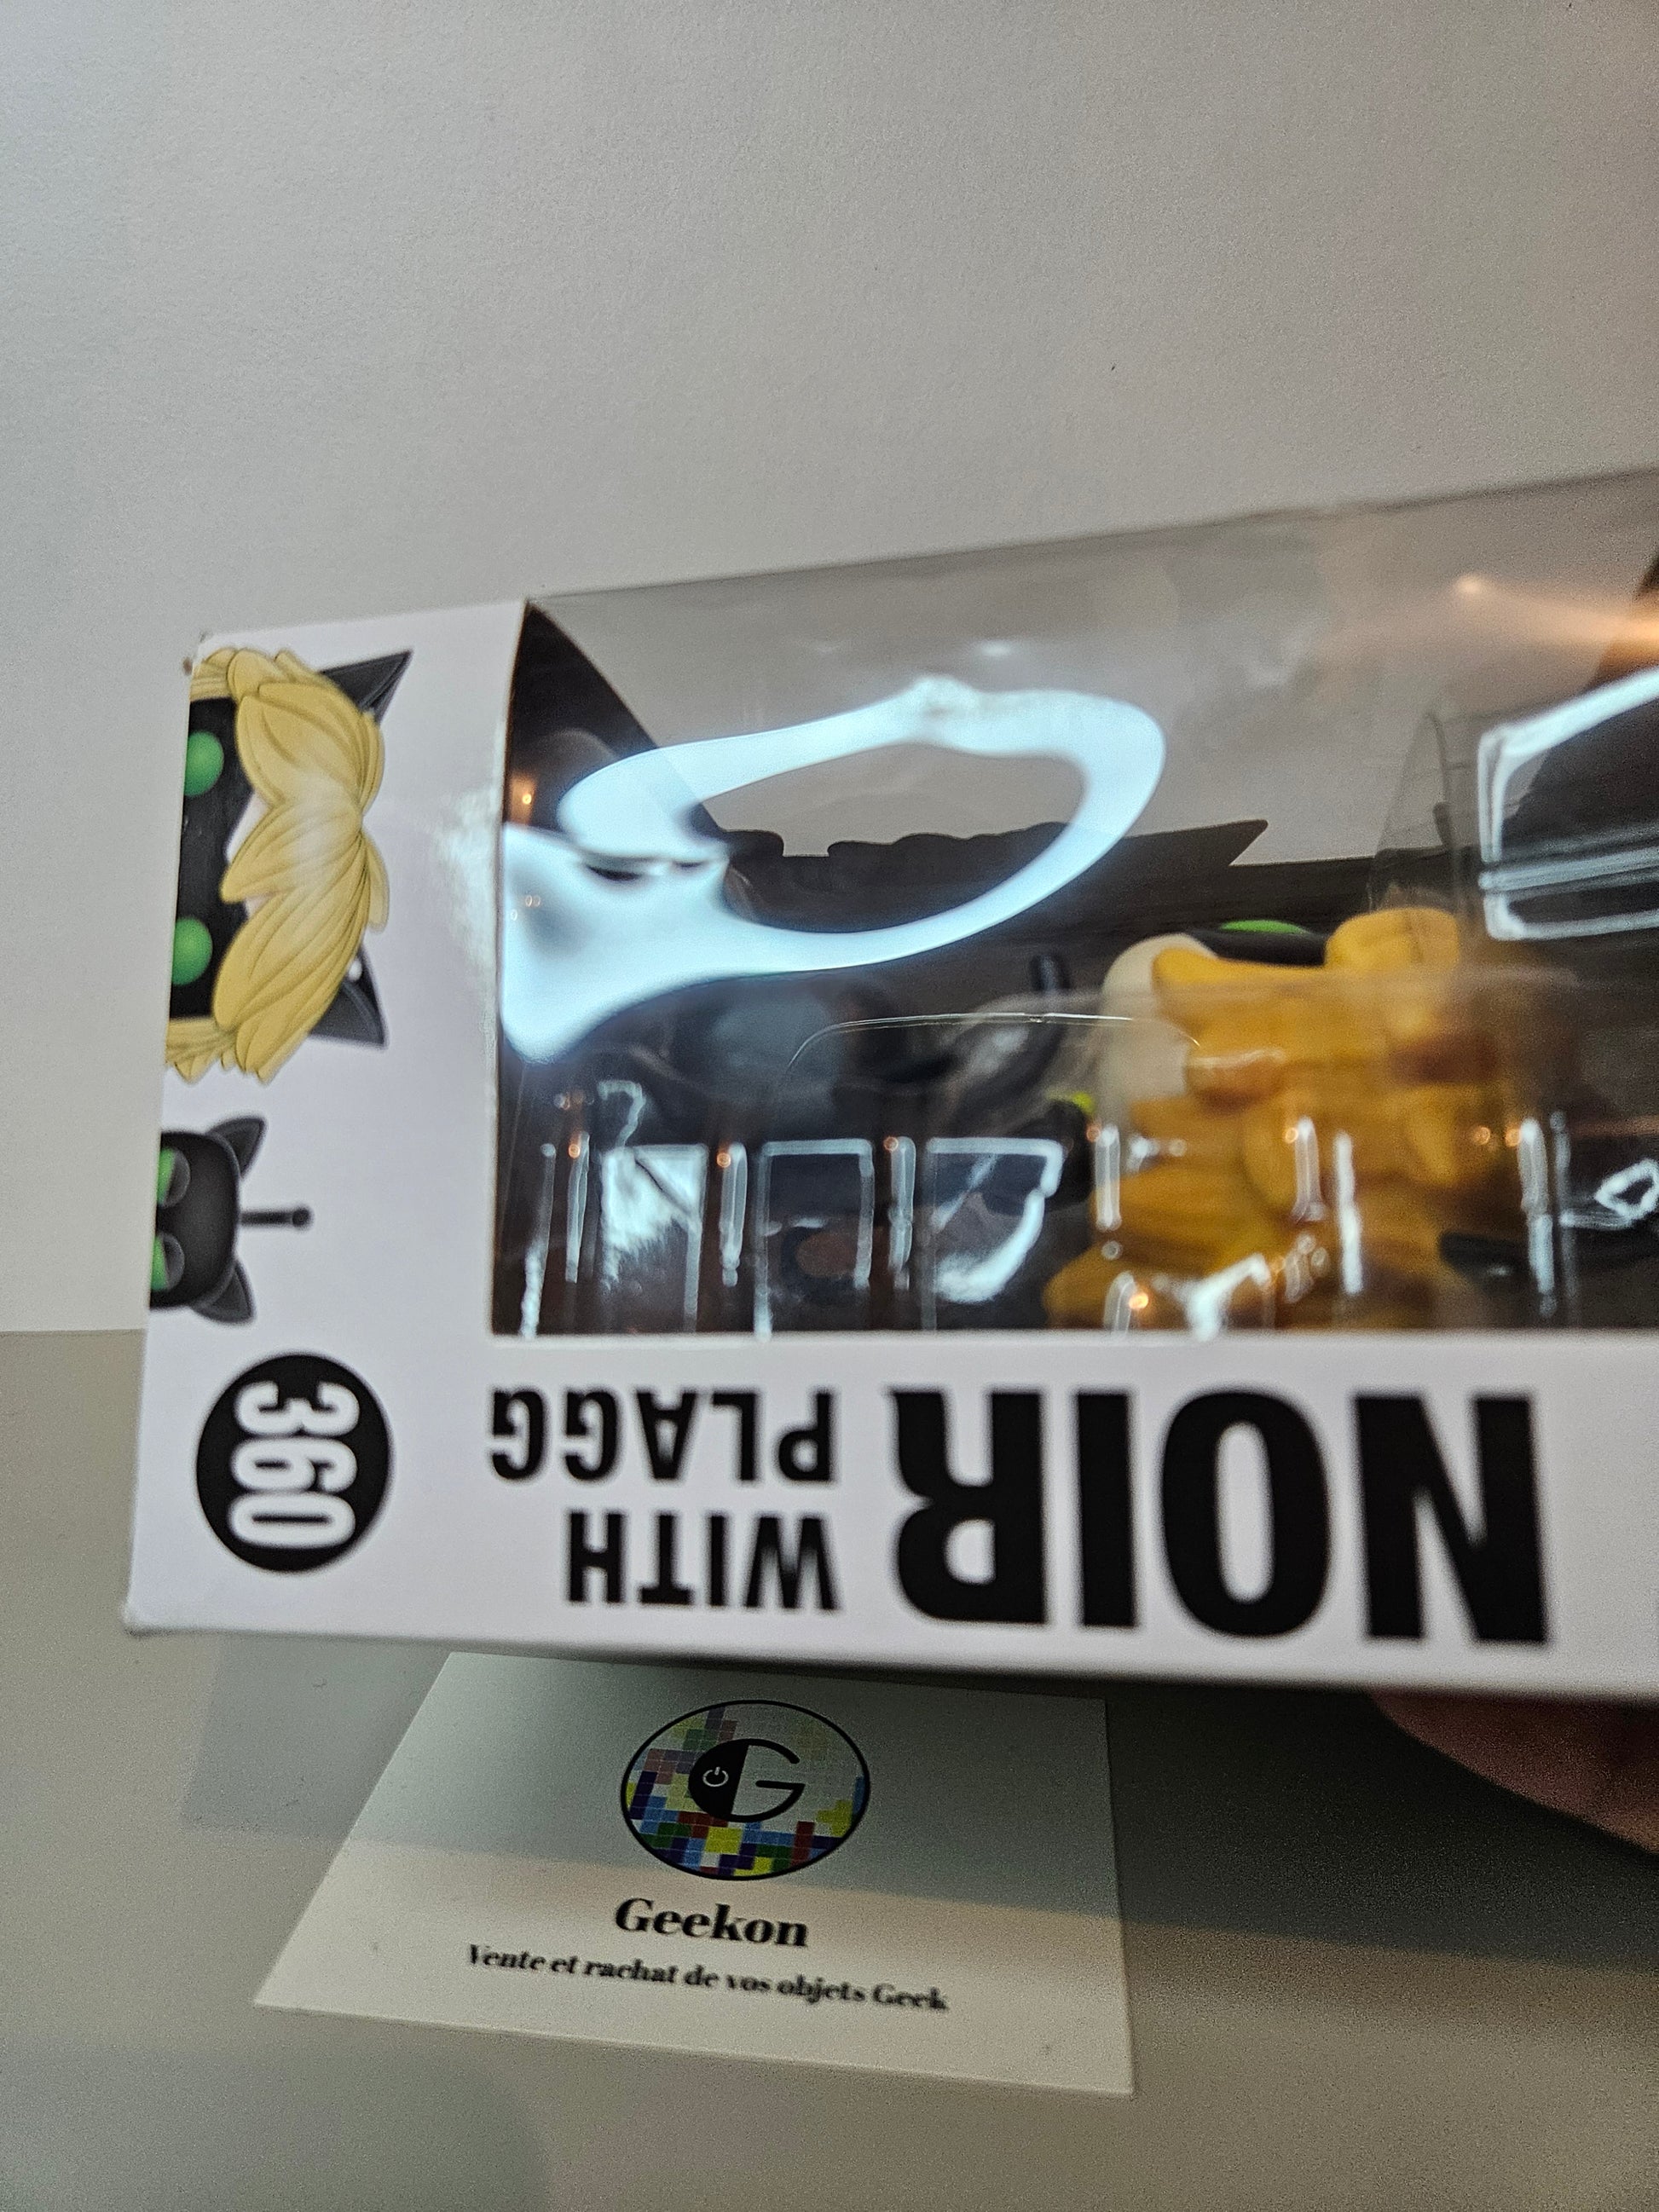 360
NOIR
WITH
PLAGG
G
Geekon
Vente et rachat de vos objets Geek